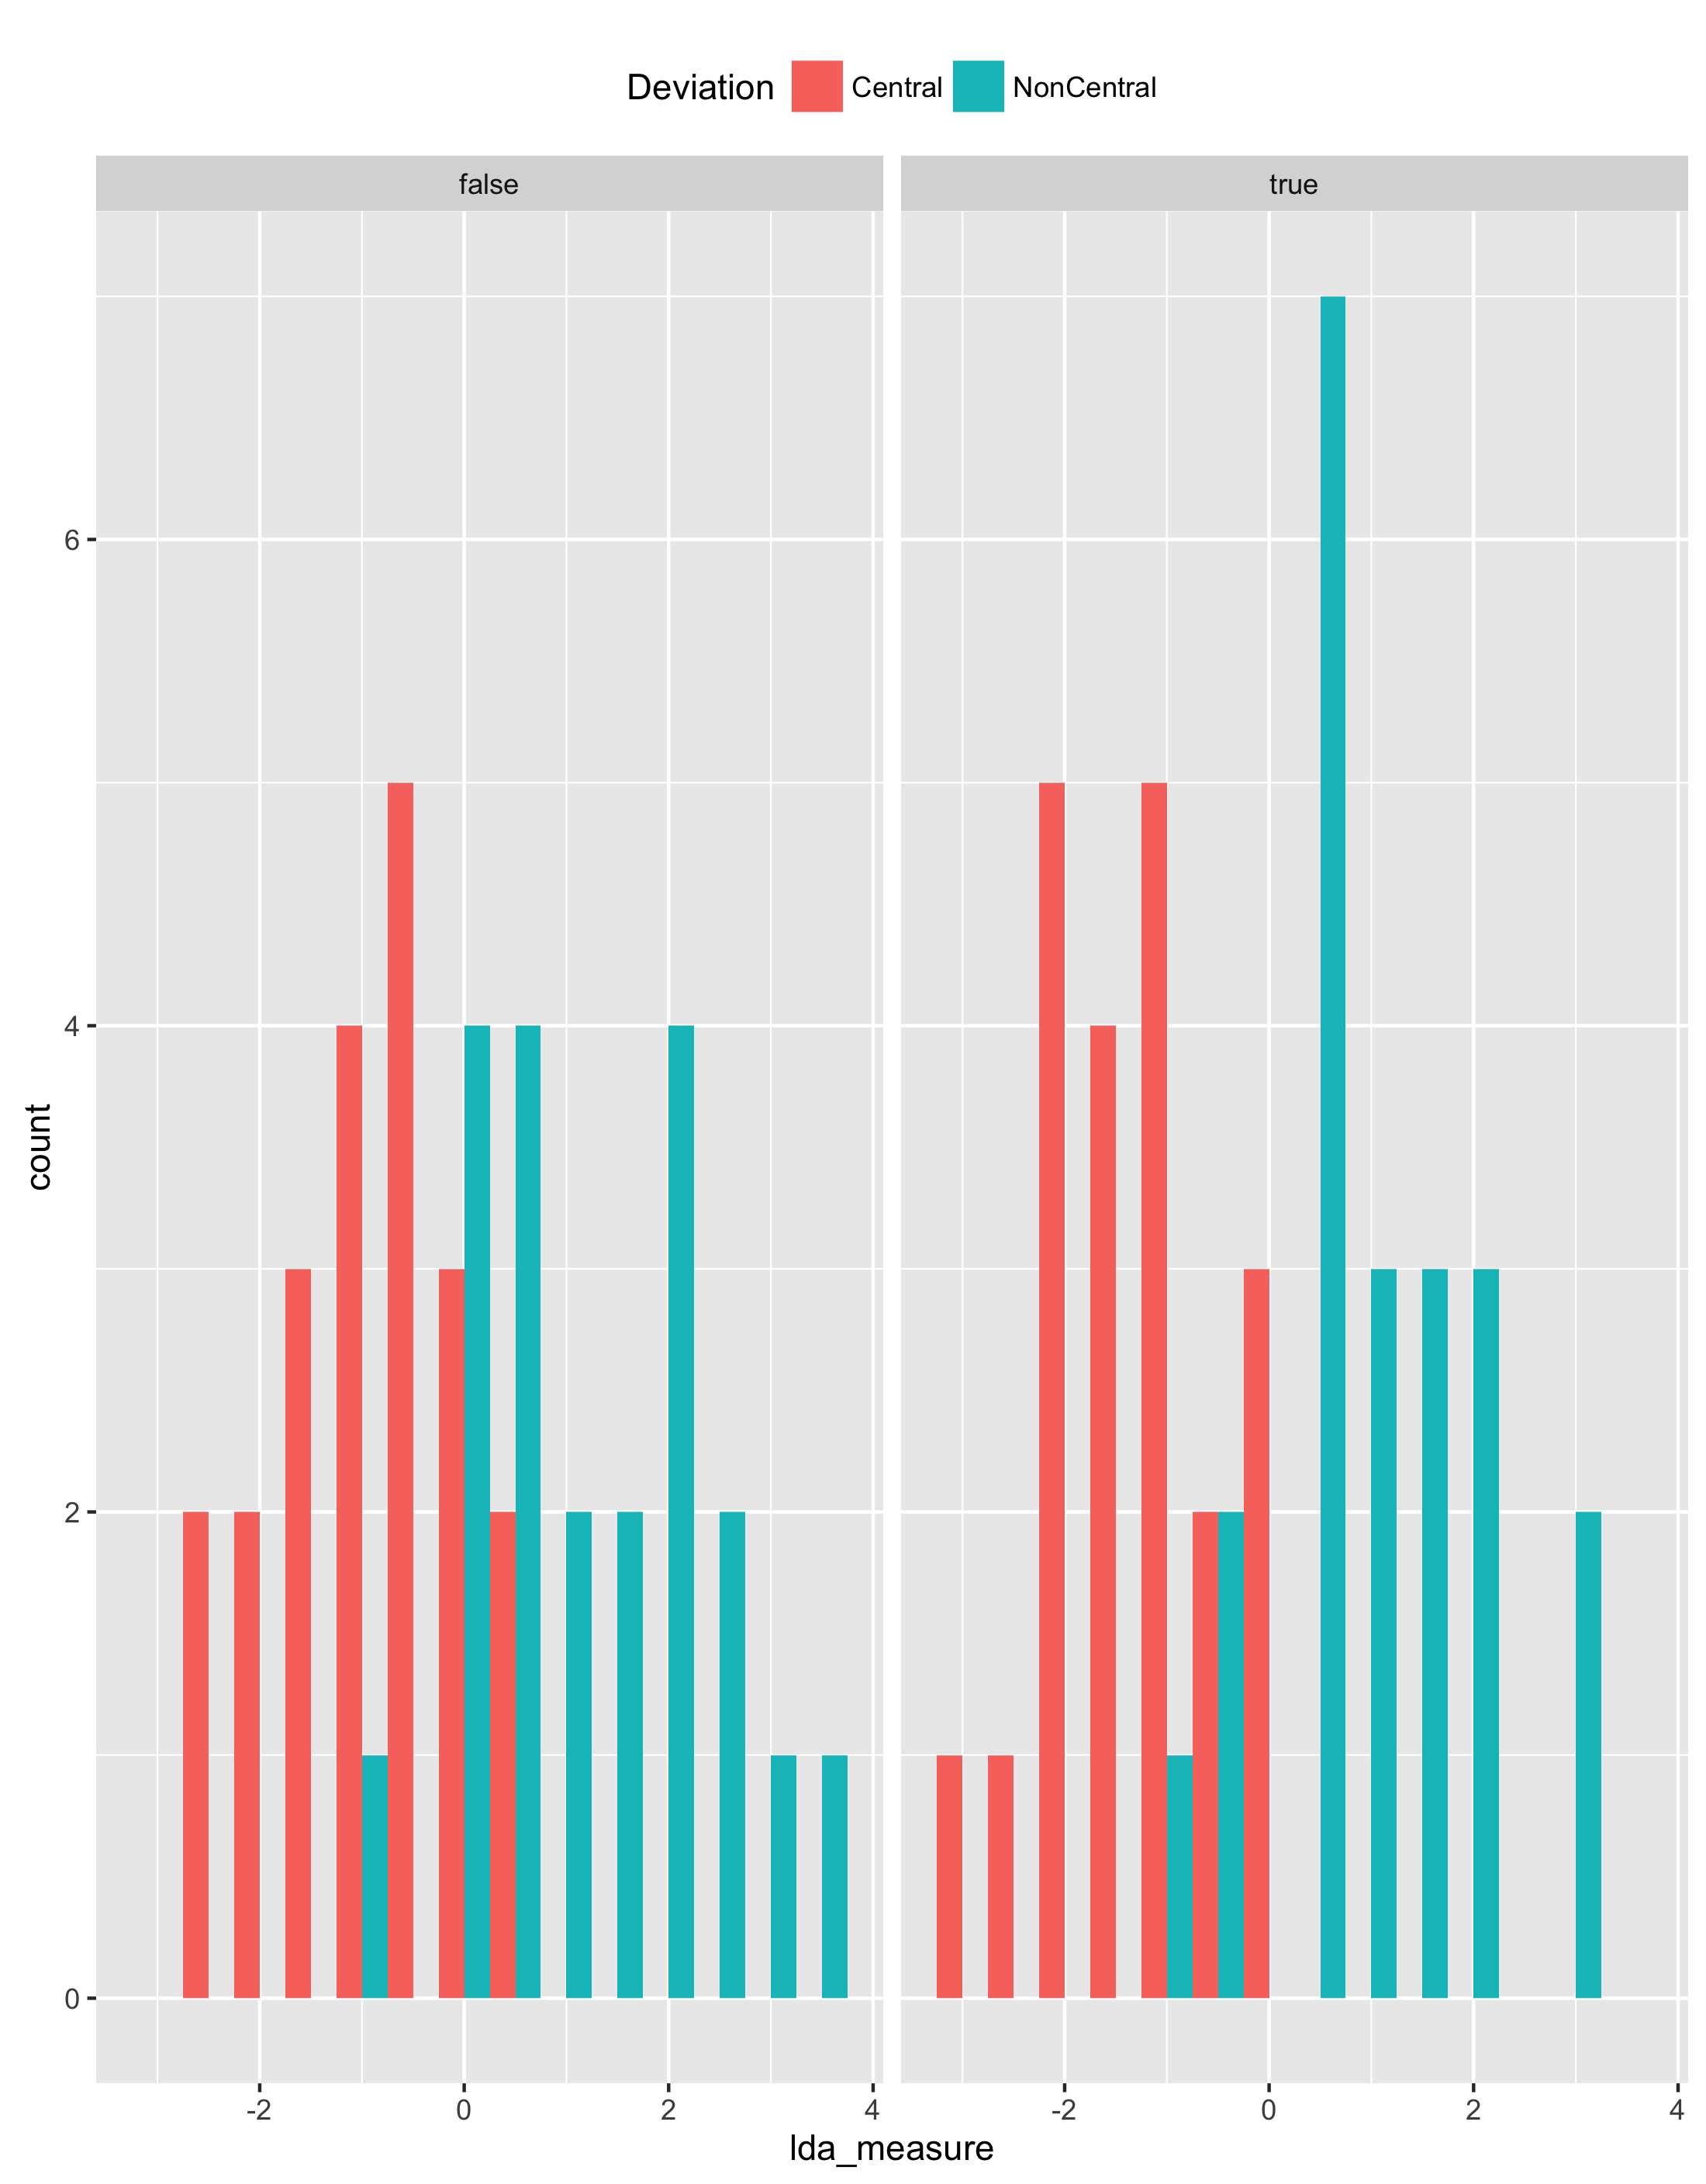 Deviation Central NonCentral
false true
6
4
2
0
count
-2 0 2 4 -2 0 2 4
lda_measure